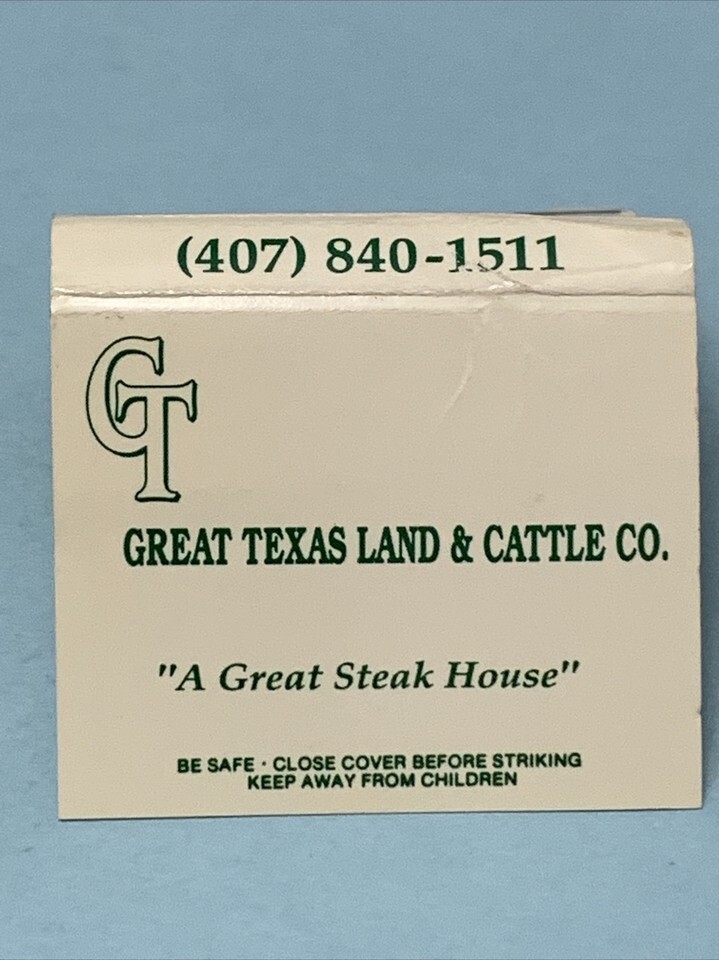 (407) 840-1511
GT
GREAT TEXAS LAND & CATTLE CO.
"A Great Steak House"
BE SAFE · CLOSE COVER BEFORE STRIKING
KEEP AWAY FROM CHILDREN